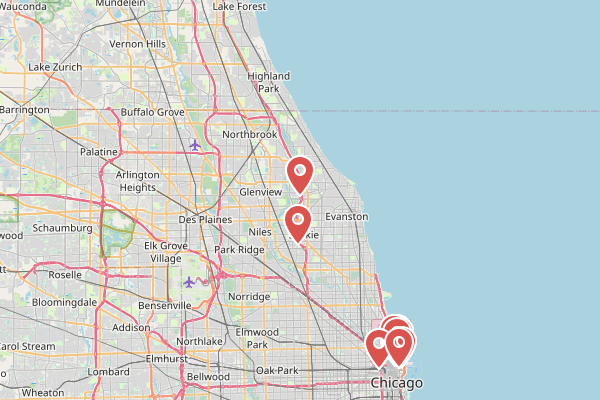 Wauconda
Mundelein
Lake Forest
Vernon Hills
Lake Zurich
Highland
Park
Barrington
Buffalo Grove
Northbrook
Palatine
Arlington
Heights
Glenview
Des Plaines
Evanston
Schaumburg
Niles
kie
Elk Grove
Village
Park Ridge
Roselle
Norridge
Bloomingdale
Bensenville
Addison
Elmwood
Park
Northlake
Carol Stream
Elmhurst
Oak Park
Lombard
Bellwood
Chicago
Wheaton